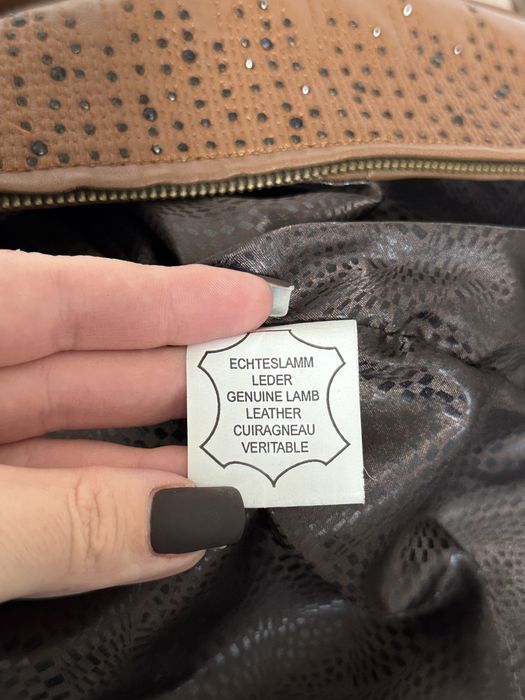 ECHTESLAMM
LEDER
GENUINE LAMB
LEATHER
CUIRAGNEAU
VERITABLE